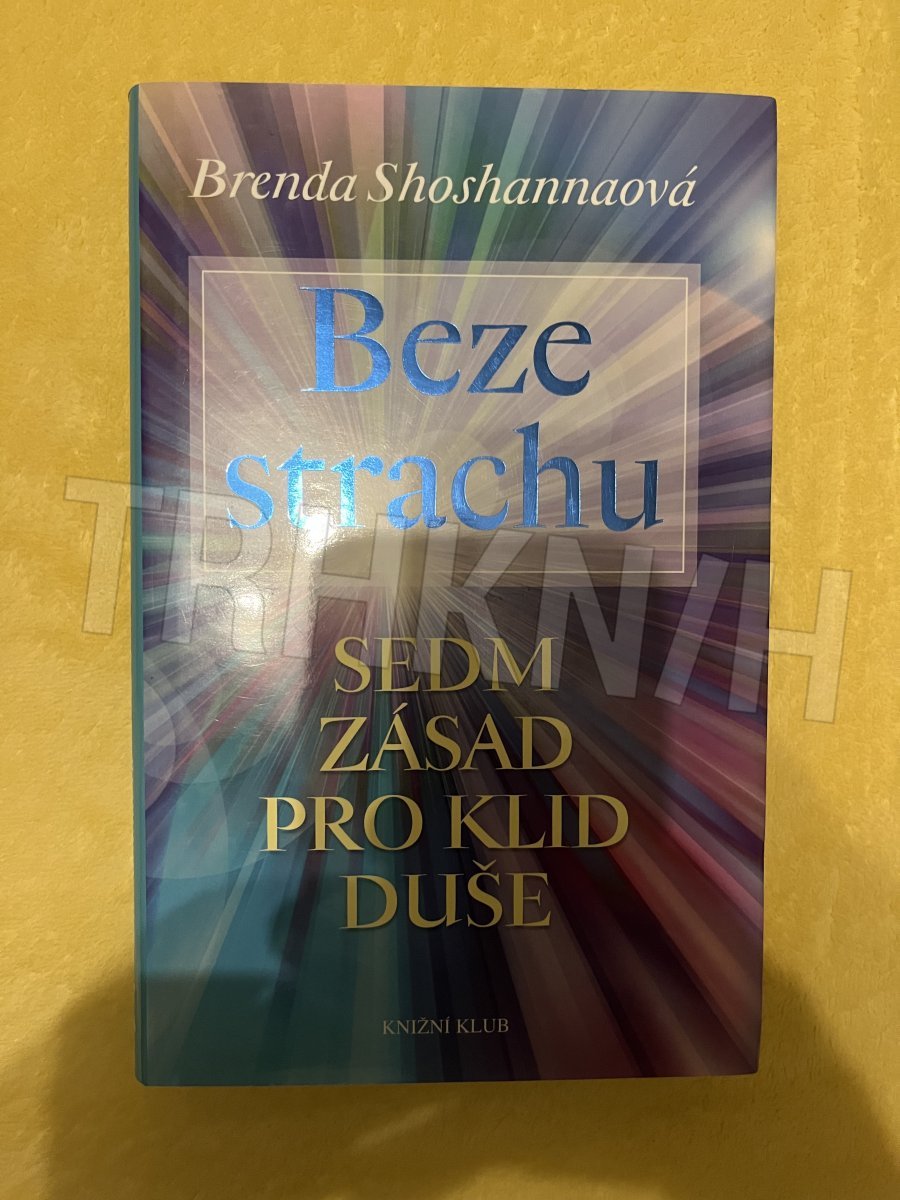 Brenda Shoshannaová
Beze
strachu
TRHKNIH
SEDM
ZÁSAD
PRO KLID
DUŠE
KNIŽNÍ KLUB